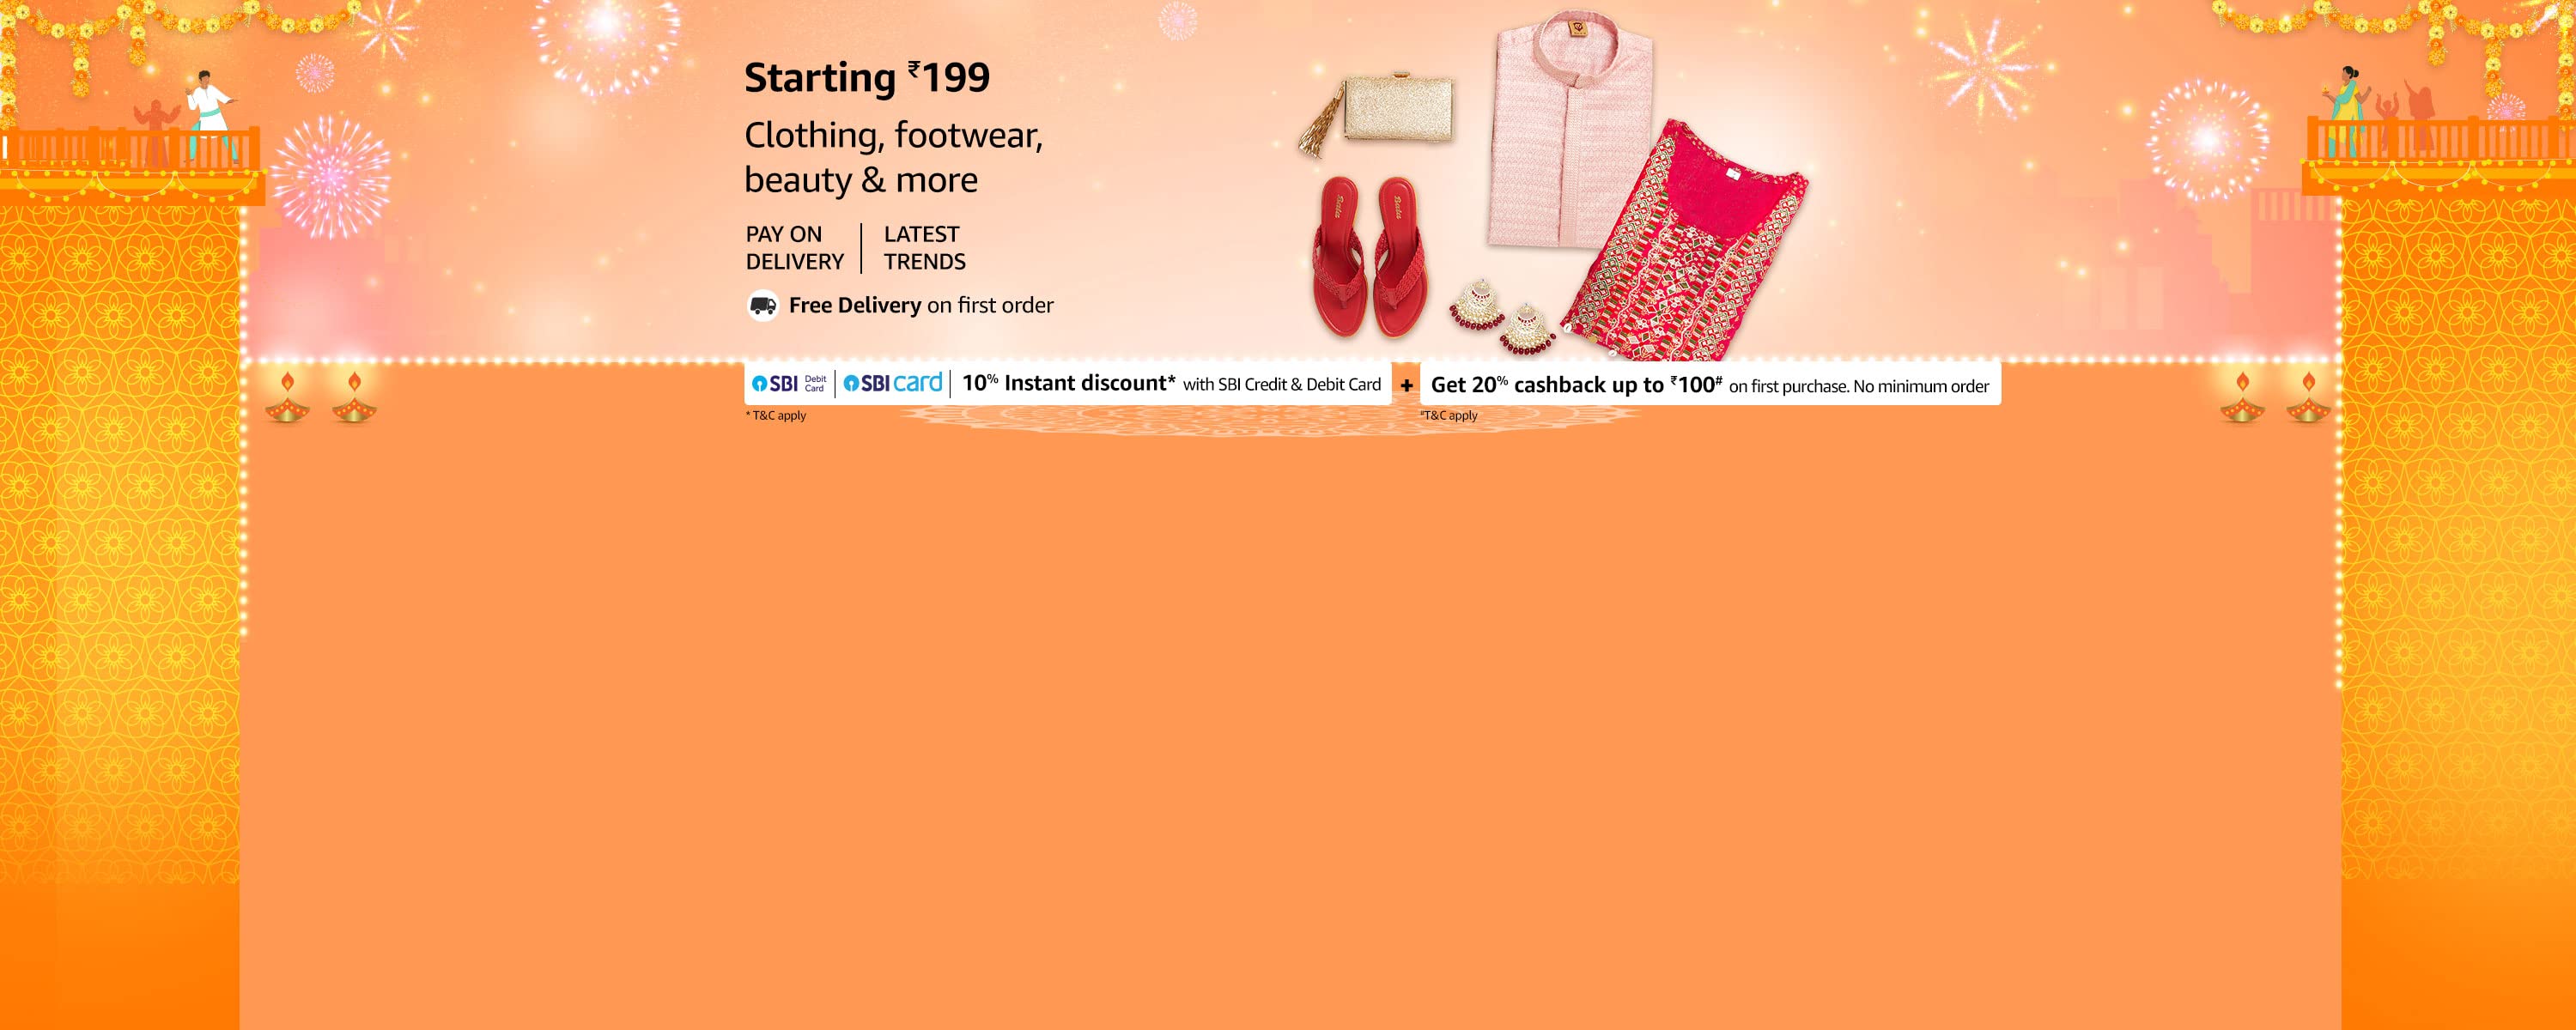 Starting ₹199
Clothing, footwear,
beauty & more
PAY ON
DELIVERY
LATEST
TRENDS
Free Delivery on first order
SBI Debit Card SBI card 10% Instant discount* with SBI Credit & Debit Card + Get 20% cashback up to ₹100# on first purchase. No minimum order
* T&C apply
#T&C apply
Bata
Bata